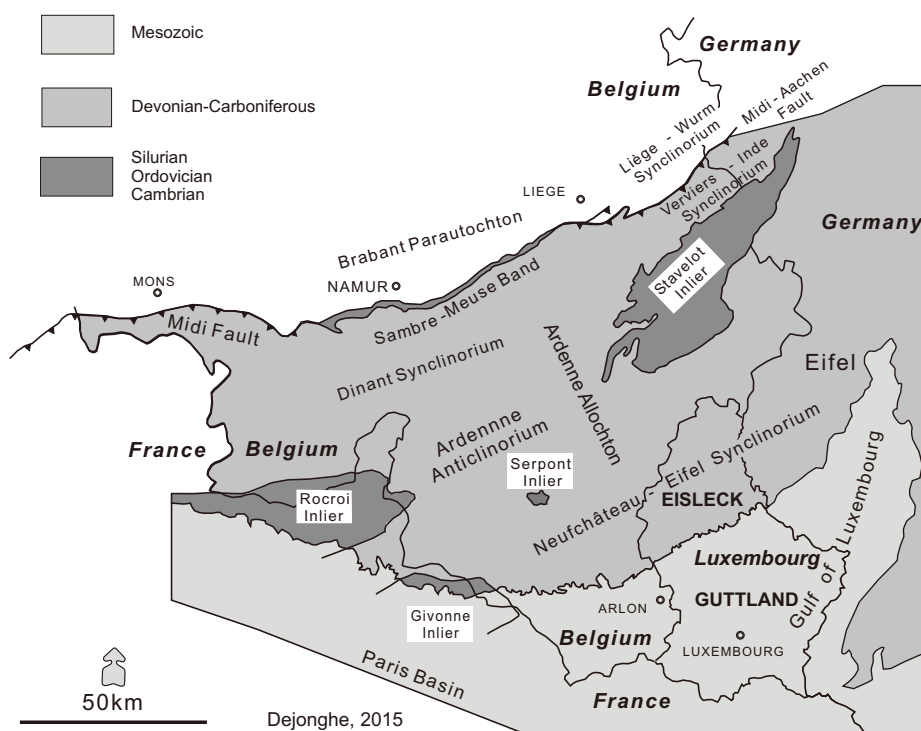 Mesozoic
Devonian-Carboniferous
Silurian
Ordovician
Cambrian
Germany
Belgium
Midi - Aachen
Fault
Liège - Wurm
Synclinorium
Verviers - Inde
Synclinorium
LIEGE
Brabant Parautochton
Germany
Stavelot
Inlier
MONS
NAMUR
Sambre-Meuse Band
Midi Fault
Dinant Synclinorium
Ardenne Allochton
Eifel
France
Belgium
Ardennne
Anticlinorium
Serpont
Inlier
Neufchâteau - Eifel Synclinorium
EISLECK
Rocroi
Inlier
Gulf of Luxembourg
Luxembourg
GUTTLAND
ARLON
Givonne
Inlier
Belgium
LUXEMBOURG
Paris Basin
France
50km
Dejonghe, 2015